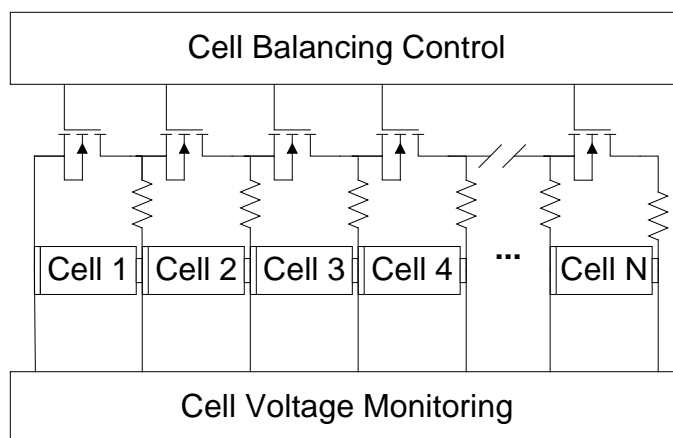 Cell Balancing Control
Cell 1 Cell 2 Cell 3 Cell 4 ... Cell N
Cell Voltage Monitoring